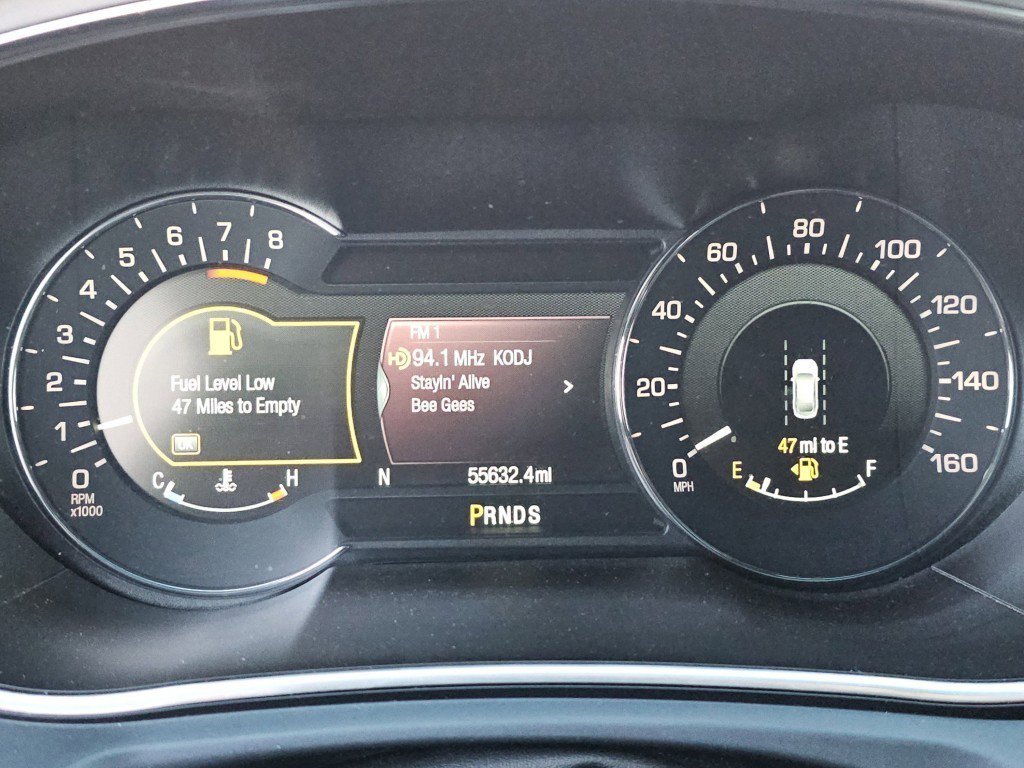 0
1
2
3
4
5
6
7
8
RPM
x1000
Fuel Level Low
47 Miles to Empty
OK
C
H
FM 1
HD 94.1 MHz KODJ
Stayin' Alive
Bee Gees
N
55632.4mi
PRNDS
0
20
40
60
80
100
120
140
160
MPH
47 mi to E
E
F